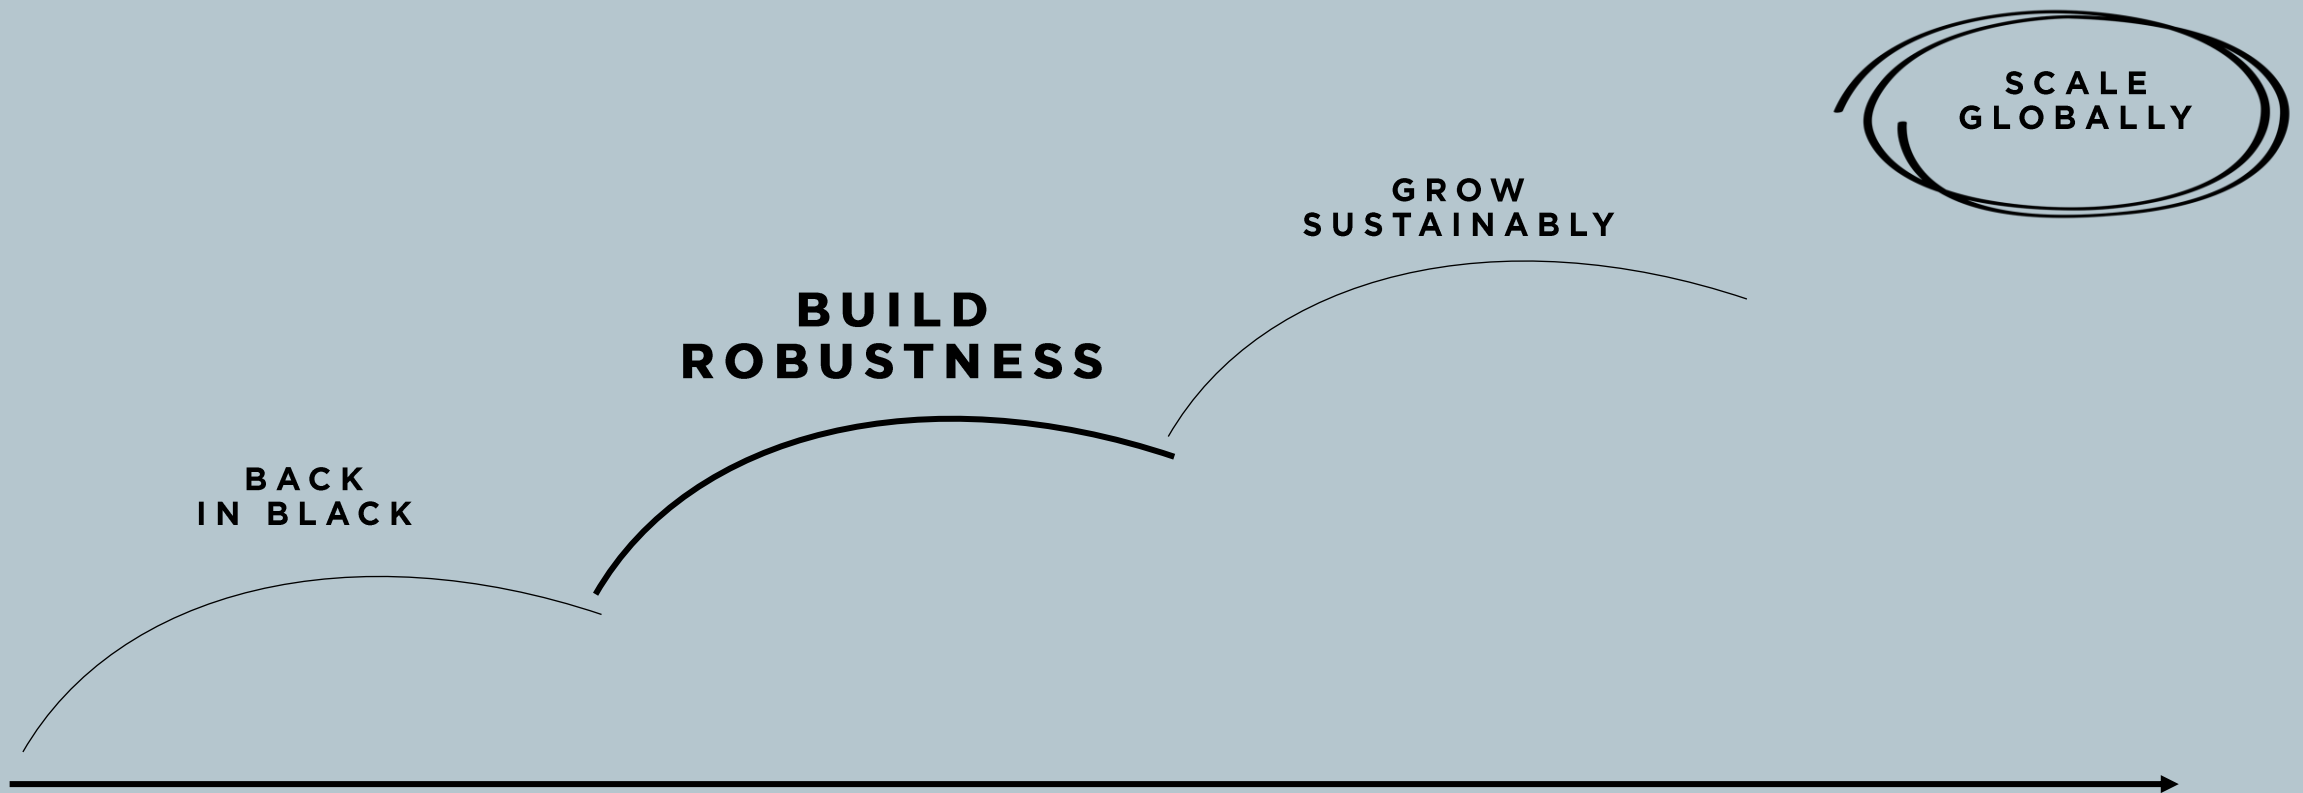 SCALE
GLOBALLY
GROW
SUSTAINABLY
BUILD
ROBUSTNESS
BACK
IN BLACK